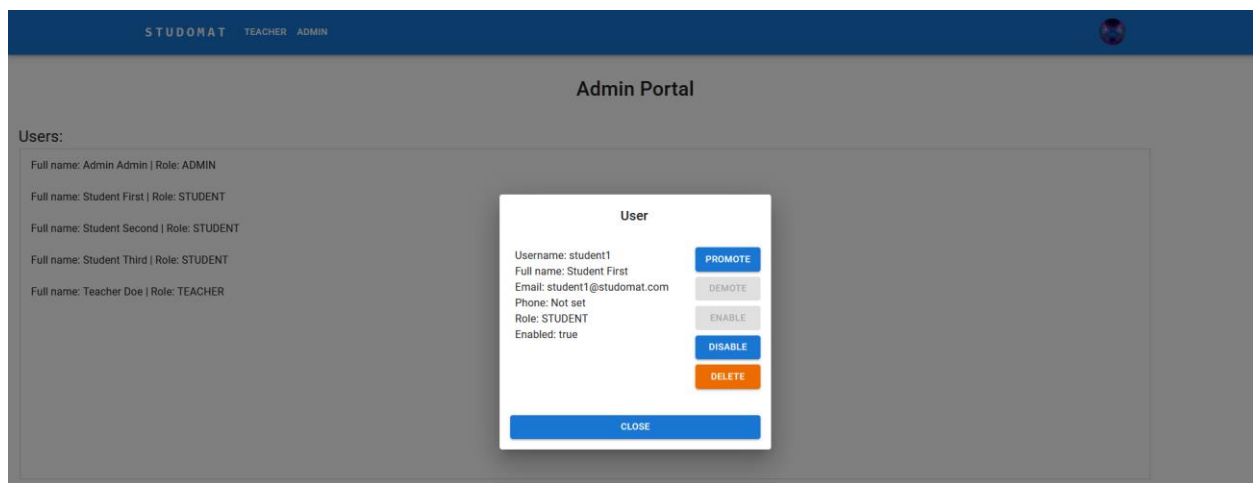 STUDOMAT TEACHER ADMIN
Admin Portal
Users:
Full name: Admin Admin | Role: ADMIN
Full name: Student First | Role: STUDENT
Full name: Student Second | Role: STUDENT
Full name: Student Third | Role: STUDENT
Full name: Teacher Doe | Role: TEACHER
User
Username: student1
Full name: Student First
Email: student1@studomat.com
Phone: Not set
Role: STUDENT
Enabled: true
PROMOTE
DEMOTE
ENABLE
DISABLE
DELETE
CLOSE